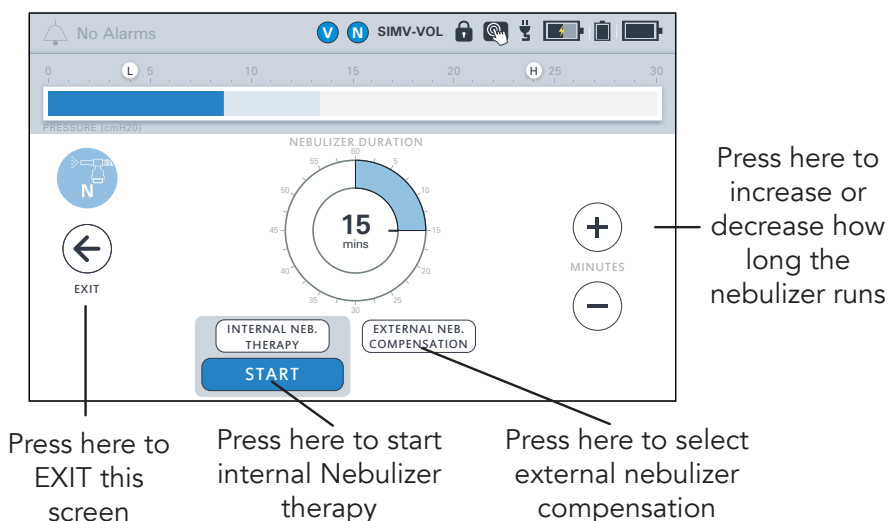 No Alarms
V N SIMV-VOL
0 L 5 10 15 20 H 25 30
PRESSURE (cmH20)
NEBULIZER DURATION
60
55 5
50 10
45 15
40 20
35 25
30
15
mins
N
EXIT
+
MINUTES
−
INTERNAL NEB.
THERAPY
START
EXTERNAL NEB.
COMPENSATION
Press here to
increase or
decrease how
long the
nebulizer runs
Press here to
EXIT this
screen
Press here to start
internal Nebulizer
therapy
Press here to select
external nebulizer
compensation